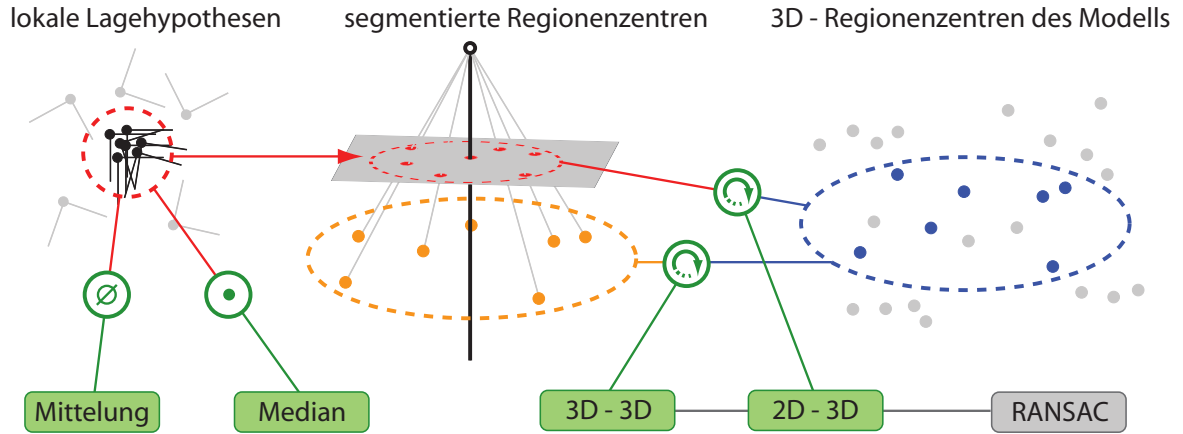 lokale Lagehypothesen
segmentierte Regionenzentren
3D - Regionenzentren des Modells
Mittelung
Median
3D - 3D
2D - 3D
RANSAC